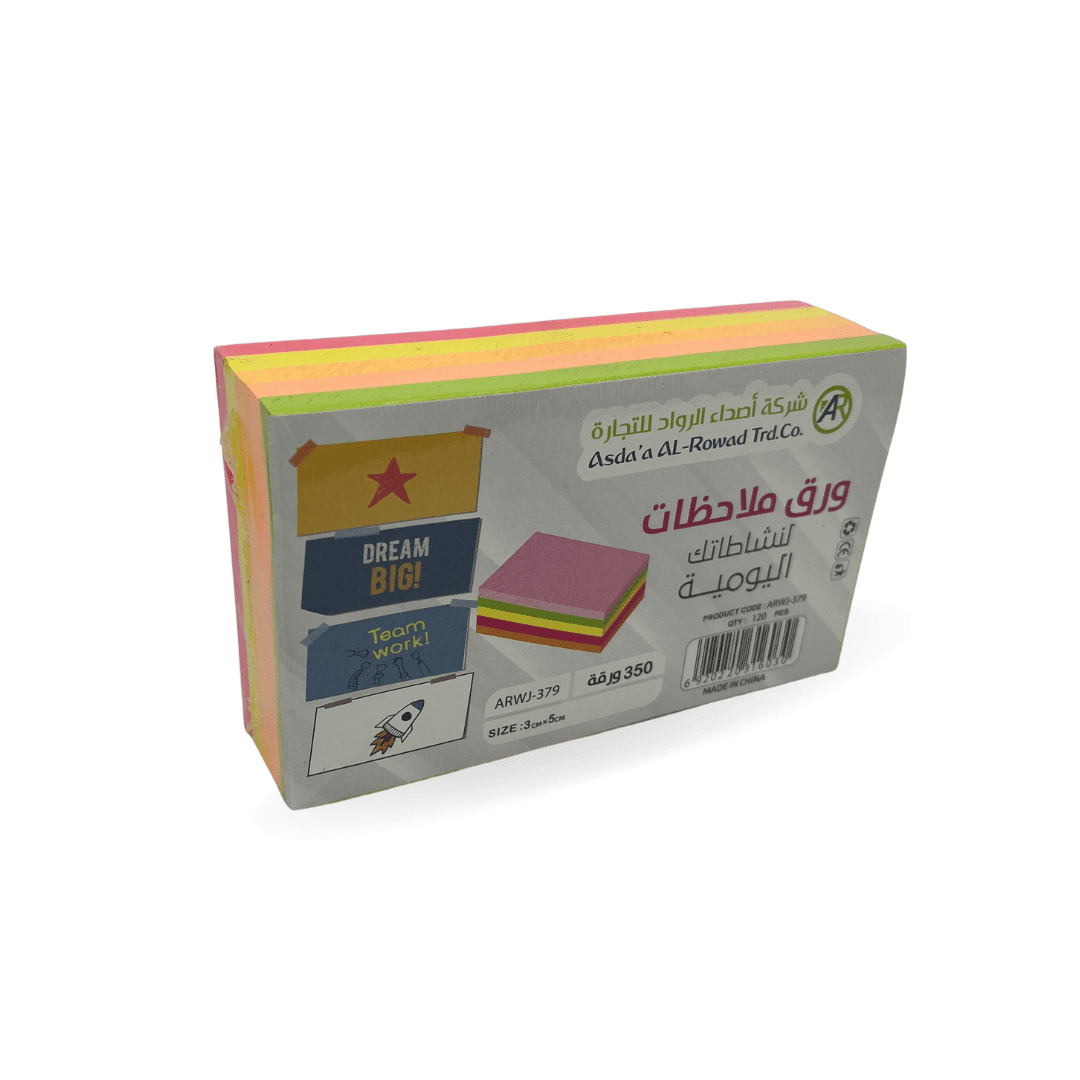 شركة أصداء الرواد للتجارة
Asda'a AL-Rowad Trd.Co.
AR
ورق ملاحظات
لنشاطاتك
اليومية
DREAM
BIG!
Team
work!
PRODUCT CODE : ARWJ-379
QTY : 120 PCS
6920220316030
MADE IN CHINA
ARWJ-379
350 ورقة
SIZE :3CM×5CM